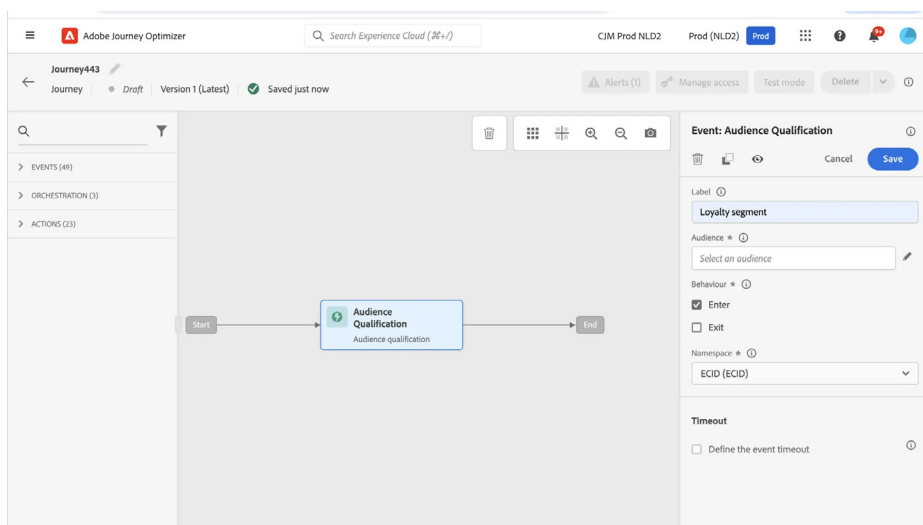 Adobe Journey Optimizer
Search Experience Cloud (⌘+/)
CJM Prod NLD2
Prod (NLD2)
Prod
9+
Journey443
Journey
Draft
Version 1 (Latest)
Saved just now
Alerts (1)
Manage access
Test mode
Delete
EVENTS (49)
ORCHESTRATION (3)
ACTIONS (23)
Start
Audience
Qualification
Audience qualification
End
Event: Audience Qualification
Cancel
Save
Label
Loyalty segment
Audience *
Select an audience
Behaviour *
Enter
Exit
Namespace *
ECID (ECID)
Timeout
Define the event timeout